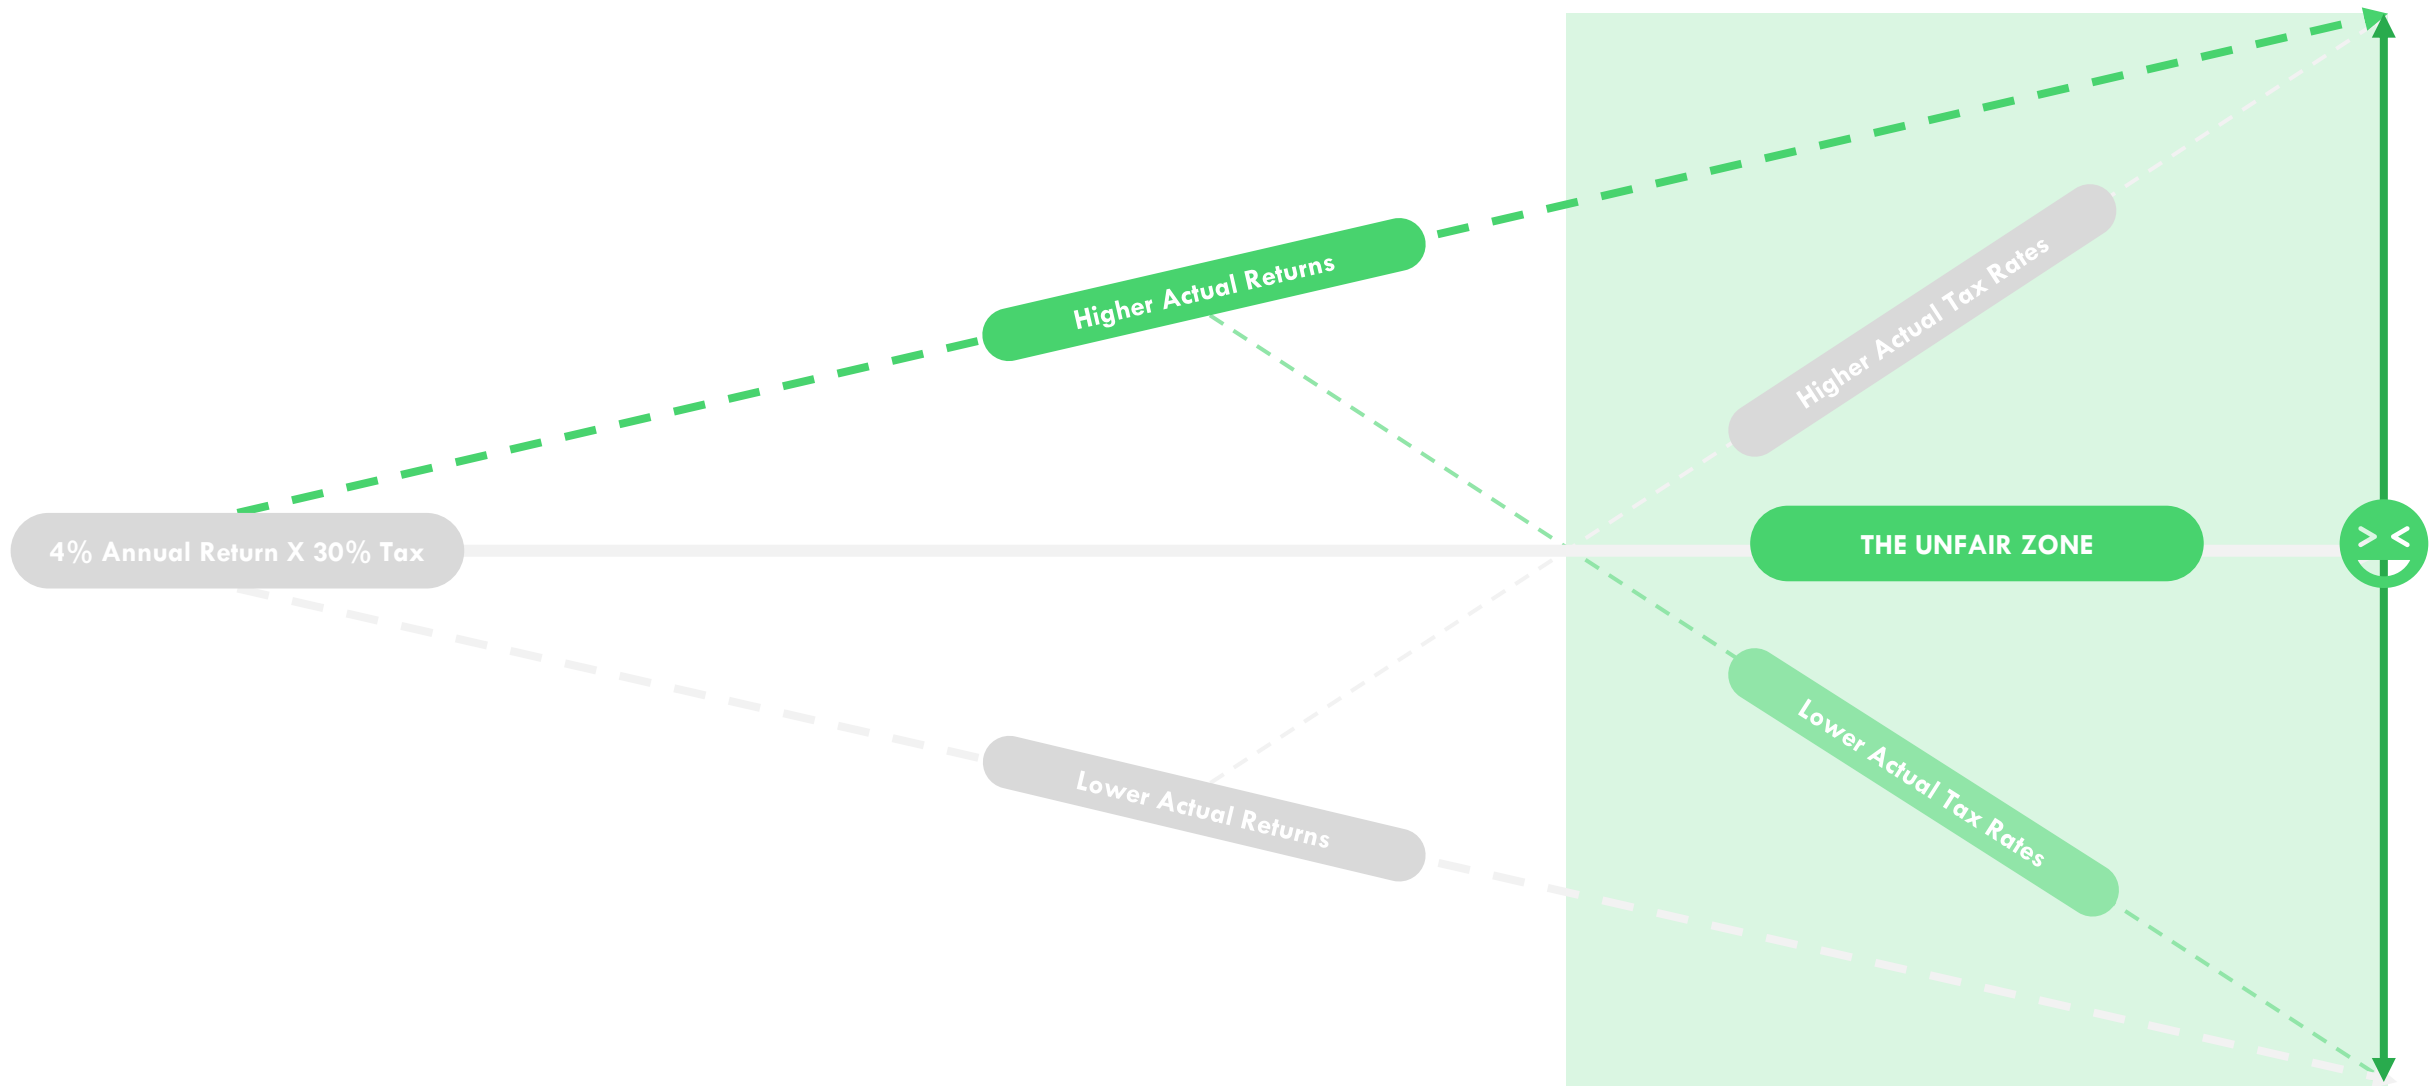 Higher Actual Returns
Higher Actual Tax Rates
4% Annual Return X 30% Tax
THE UNFAIR ZONE
Lower Actual Returns
Lower Actual Tax Rates